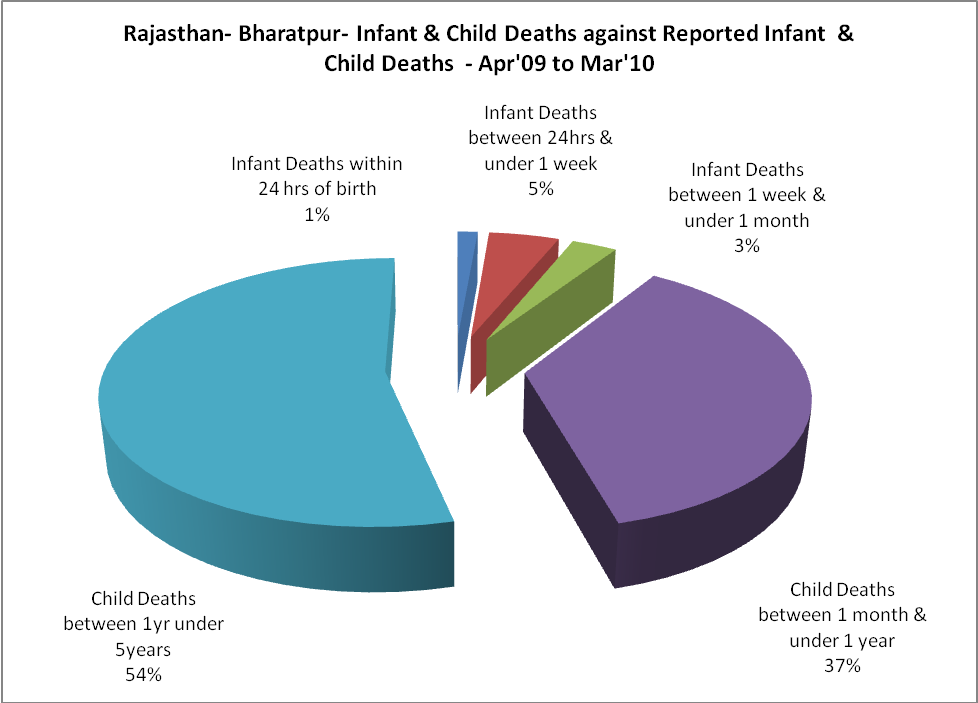 Rajasthan- Bharatpur- Infant & Child Deaths against Reported Infant &
Child Deaths - Apr'09 to Mar'10
Infant Deaths within
24 hrs of birth
1%
Infant Deaths
between 24hrs &
under 1 week
5%
Infant Deaths
between 1 week &
under 1 month
3%
Child Deaths
between 1yr under
5years
54%
Child Deaths
between 1 month &
under 1 year
37%